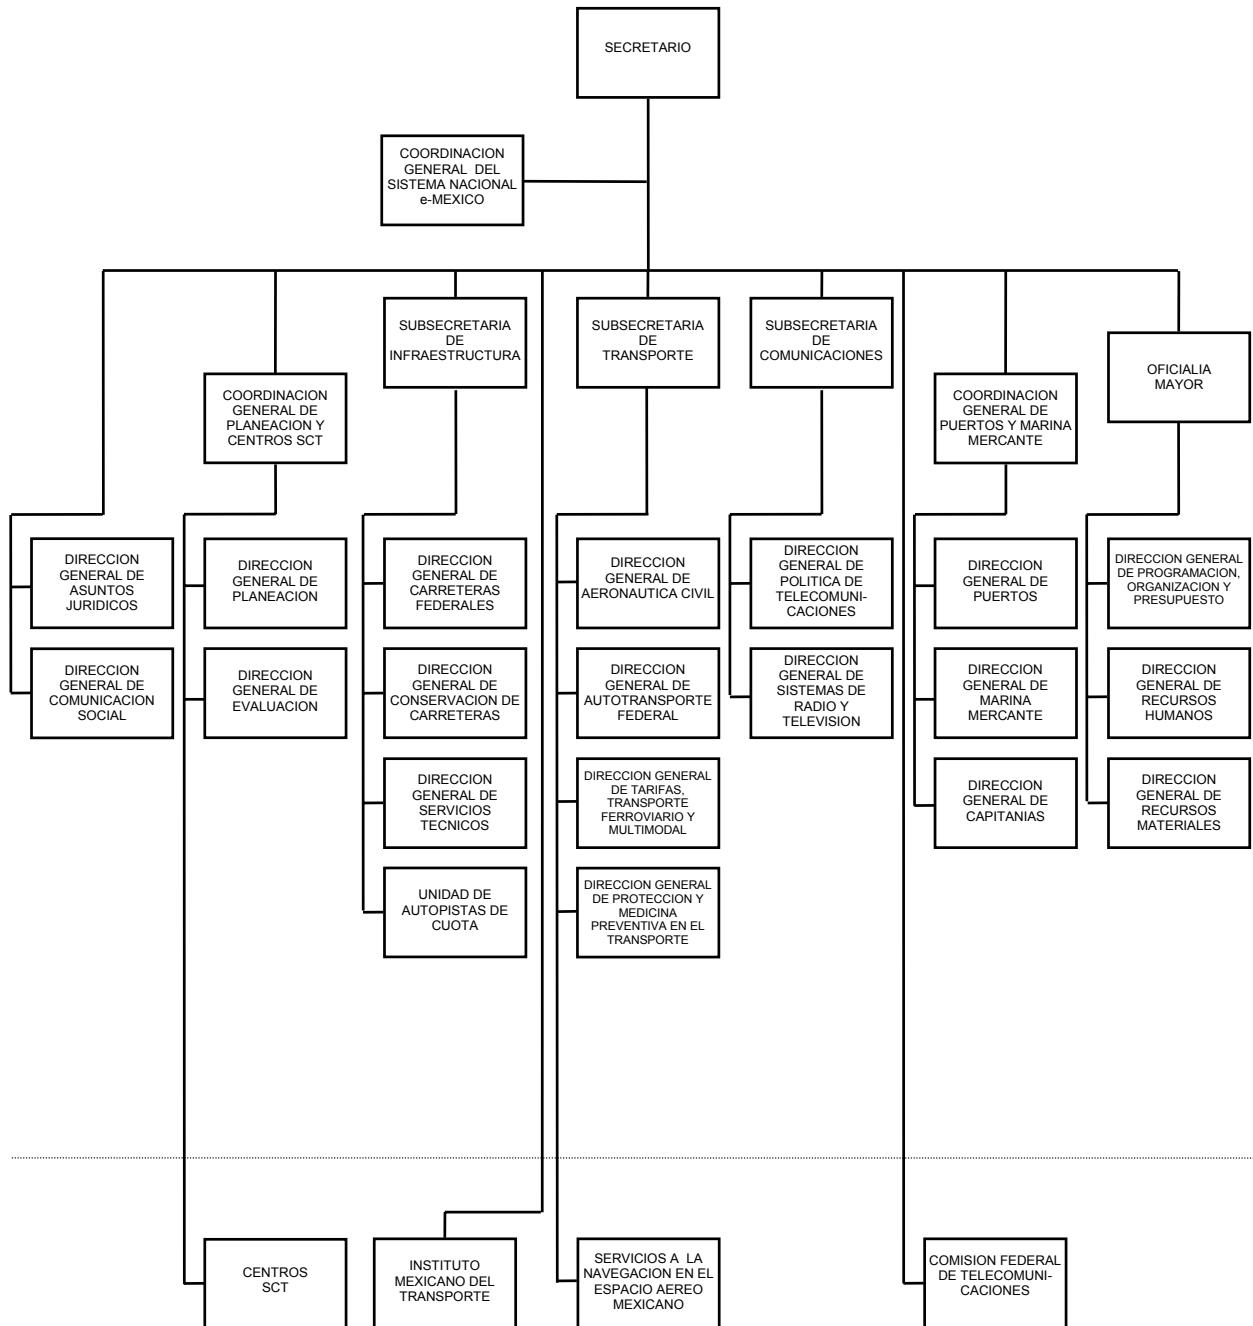 SECRETARIO
COORDINACION
GENERAL DEL
SISTEMA NACIONAL
e-MEXICO
SUBSECRETARIA
DE
INFRAESTRUCTURA
SUBSECRETARIA
DE
TRANSPORTE
SUBSECRETARIA
DE
COMUNICACIONES
OFICIALIA
MAYOR
COORDINACION
GENERAL DE
PLANEACION Y
CENTROS SCT
COORDINACION
GENERAL DE
PUERTOS Y MARINA
MERCANTE
DIRECCION
GENERAL DE
ASUNTOS
JURIDICOS
DIRECCION
GENERAL DE
PLANEACION
DIRECCION
GENERAL DE
CARRETERAS
FEDERALES
DIRECCION
GENERAL DE
AERONAUTICA CIVIL
DIRECCION
GENERAL DE
POLITICA DE
TELECOMUNI-
CACIONES
DIRECCION
GENERAL DE
PUERTOS
DIRECCION GENERAL
DE PROGRAMACION,
ORGANIZACION Y
PRESUPUESTO
DIRECCION
GENERAL DE
COMUNICACION
SOCIAL
DIRECCION
GENERAL DE
EVALUACION
DIRECCION
GENERAL DE
CONSERVACION DE
CARRETERAS
DIRECCION
GENERAL DE
AUTOTRANSPORTE
FEDERAL
DIRECCION
GENERAL DE
SISTEMAS DE
RADIO Y
TELEVISION
DIRECCION
GENERAL DE
MARINA
MERCANTE
DIRECCION
GENERAL DE
RECURSOS
HUMANOS
DIRECCION
GENERAL DE
SERVICIOS
TECNICOS
DIRECCION GENERAL
DE TARIFAS,
TRANSPORTE
FERROVIARIO Y
MULTIMODAL
DIRECCION
GENERAL DE
CAPITANIAS
DIRECCION
GENERAL DE
RECURSOS
MATERIALES
UNIDAD DE
AUTOPISTAS DE
CUOTA
DIRECCION GENERAL
DE PROTECCION Y
MEDICINA
PREVENTIVA EN EL
TRANSPORTE
CENTROS
SCT
INSTITUTO
MEXICANO DEL
TRANSPORTE
SERVICIOS A LA
NAVEGACION EN EL
ESPACIO AEREO
MEXICANO
COMISION FEDERAL
DE TELECOMUNI-
CACIONES